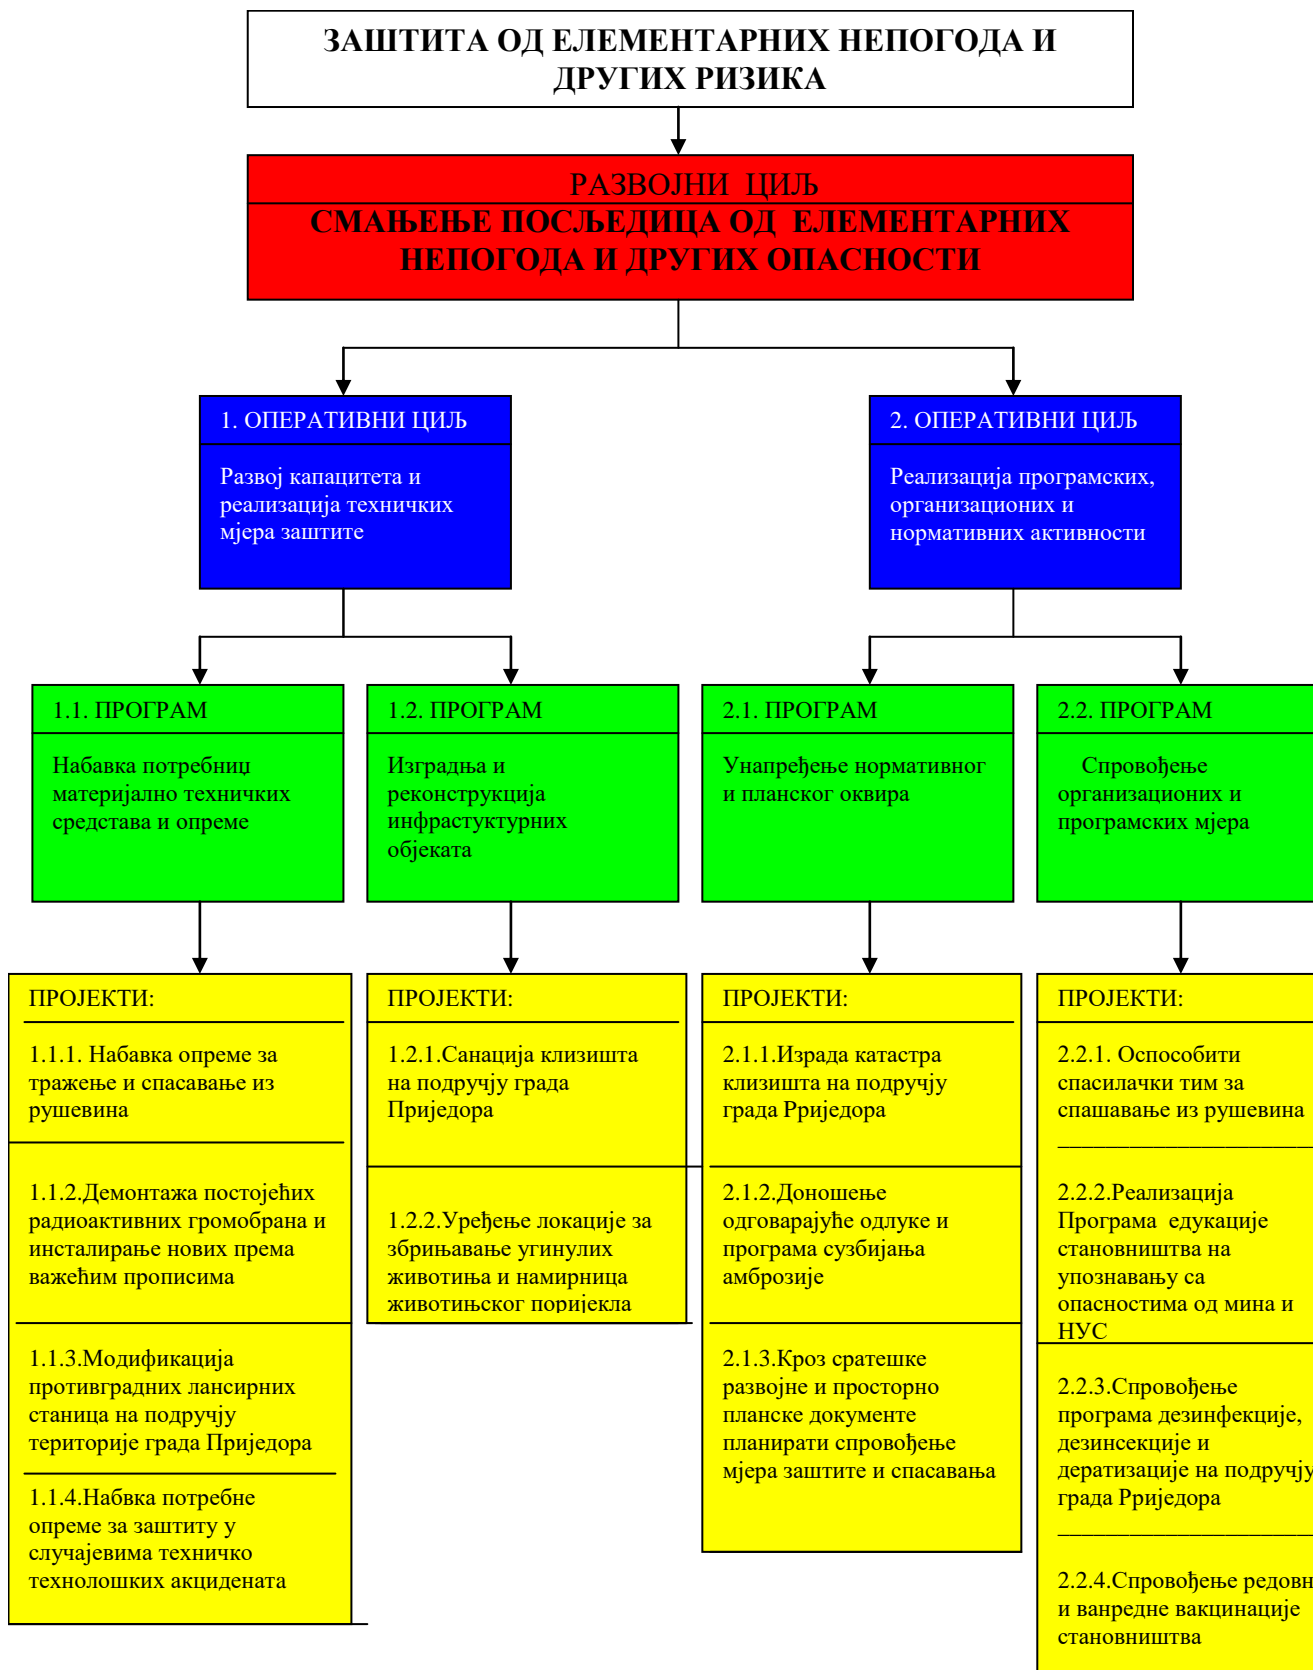 ЗАШТИТА ОД ЕЛЕМЕНТАРНИХ НЕПОГОДА И
ДРУГИХ РИЗИКА
РАЗВОЈНИ ЦИЉ
СМАЊЕЊЕ ПОСЉЕДИЦА ОД ЕЛЕМЕНТАРНИХ
НЕПОГОДА И ДРУГИХ ОПАСНОСТИ
1. ОПЕРАТИВНИ ЦИЉ
Развој капацитета и
реализација техничких
мјера заштите
2. ОПЕРАТИВНИ ЦИЉ
Реализација програмских,
организационих и
нормативних активности
1.1. ПРОГРАМ
Набавка потребниџ
материјално техничких
средстава и опреме
1.2. ПРОГРАМ
Изградња и
реконструкција
инфрастуктурних
објеката
2.1. ПРОГРАМ
Унапређење нормативног
и планског оквира
2.2. ПРОГРАМ
Спровођење
организационих и
програмских мјера
ПРОЈЕКТИ:
1.1.1. Набавка опреме за
тражење и спасавање из
рушевина
1.1.2.Демонтажа постојећих
радиоактивних громобрана и
инсталирање нових према
важећим прописима
1.1.3.Модификација
противградних лансирних
станица на подручју
територије града Приједора
1.1.4.Набвка потребне
опреме за заштиту у
случајевима техничко
технолошких акцидената
ПРОЈЕКТИ:
1.2.1.Санација клизишта
на подручју града
Приједора
1.2.2.Уређење локације за
збрињавање угинулих
животиња и намирница
животињског поријекла
ПРОЈЕКТИ:
2.1.1.Израда катастра
клизишта на подручју
града Рриједора
2.1.2.Доношење
одговарајуће одлуке и
програма сузбијања
амброзије
2.1.3.Кроз сратешке
развојне и просторно
планске документе
планирати спровођење
мјера заштите и спасавања
ПРОЈЕКТИ:
2.2.1. Оспособити
спасилачки тим за
спашавање из рушевина
2.2.2.Реализација
Програма едукације
становништва на
упознавању са
опасностима од мина и
НУС
2.2.3.Спровођење
програма дезинфекције,
дезинсекције и
дератизације на подручју
града Рриједора
2.2.4.Спровођење редовн
и ванредне вакцинације
становништва